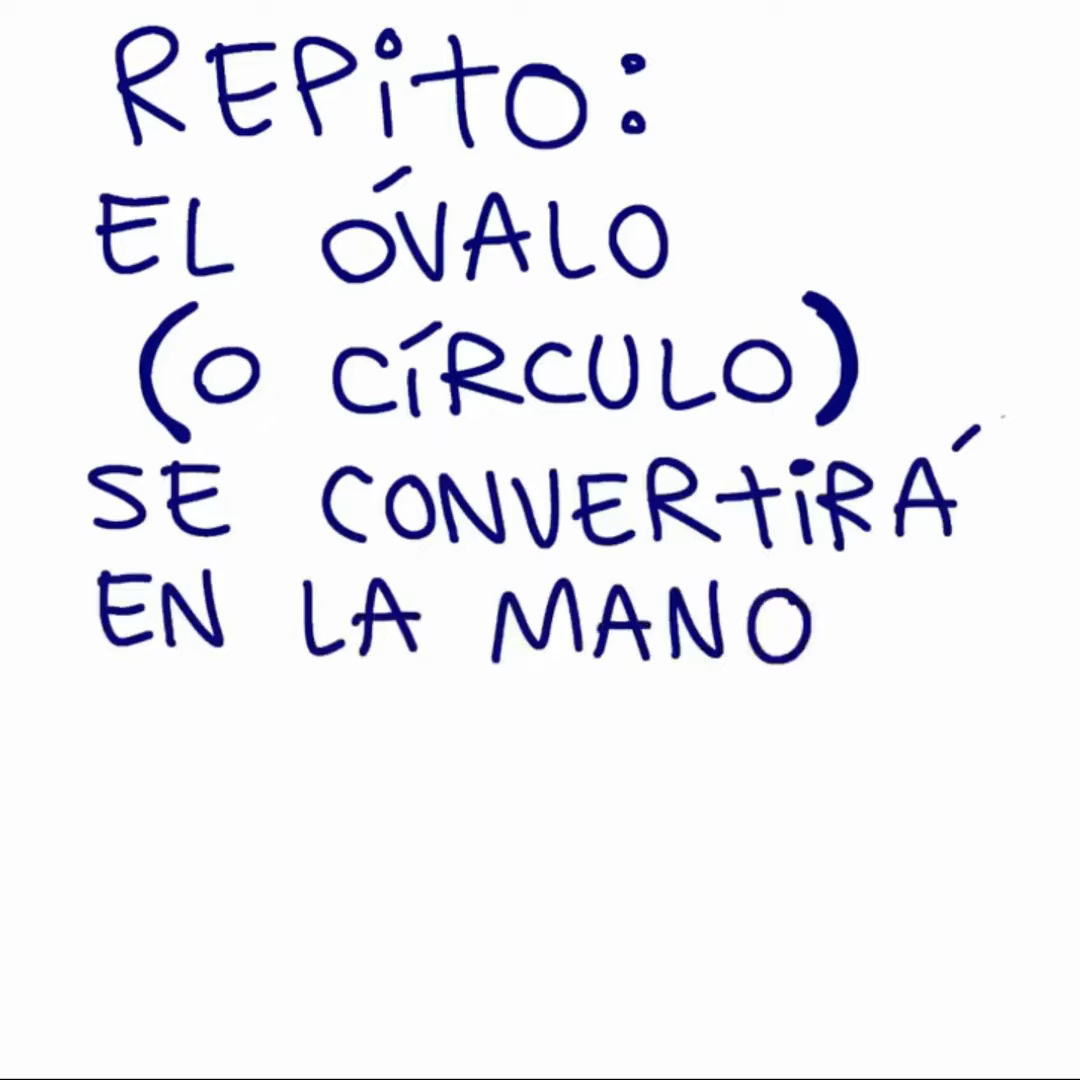 REPiTO:
EL ÓVALO
(O CÍRCULO)
SE CONVERTiRÁ
EN LA MANO